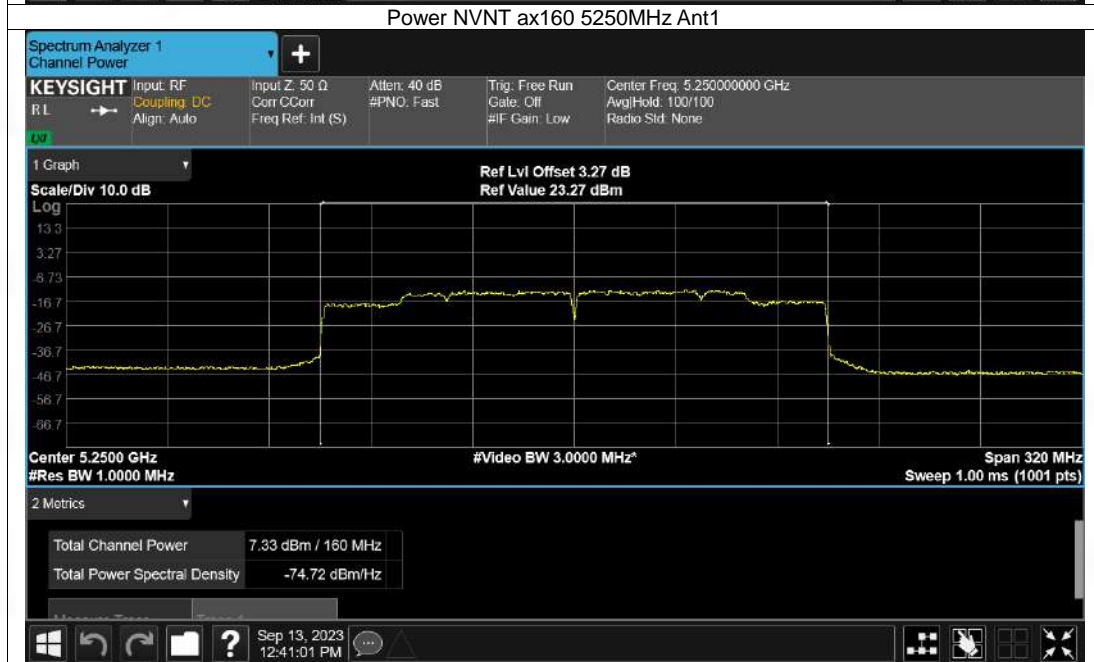 Power NVNT ax160 5250MHz Ant1
Spectrum Analyzer 1
Channel Power
+
KEYSIGHT Input: RF Input Z: 50 Ω Atten: 40 dB Trig: Free Run Center Freq: 5.250000000 GHz
RL Coupling: DC Corr CCorr #PNO: Fast Gate: Off Avg|Hold: 100/100
Align: Auto Freq Ref: Int (S) #IF Gain: Low Radio Std: None
1 Graph
Ref Lvl Offset 3.27 dB
Scale/Div 10.0 dB Ref Value 23.27 dBm
Log
13.3
3.27
-6.73
-16.7
-26.7
-36.7
-46.7
-56.7
-66.7
Center 5.2500 GHz #Video BW 3.0000 MHz* Span 320 MHz
#Res BW 1.0000 MHz Sweep 1.00 ms (1001 pts)
2 Metrics
Total Channel Power 7.33 dBm / 160 MHz
Total Power Spectral Density -74.72 dBm/Hz
? Sep 13, 2023
12:41:01 PM